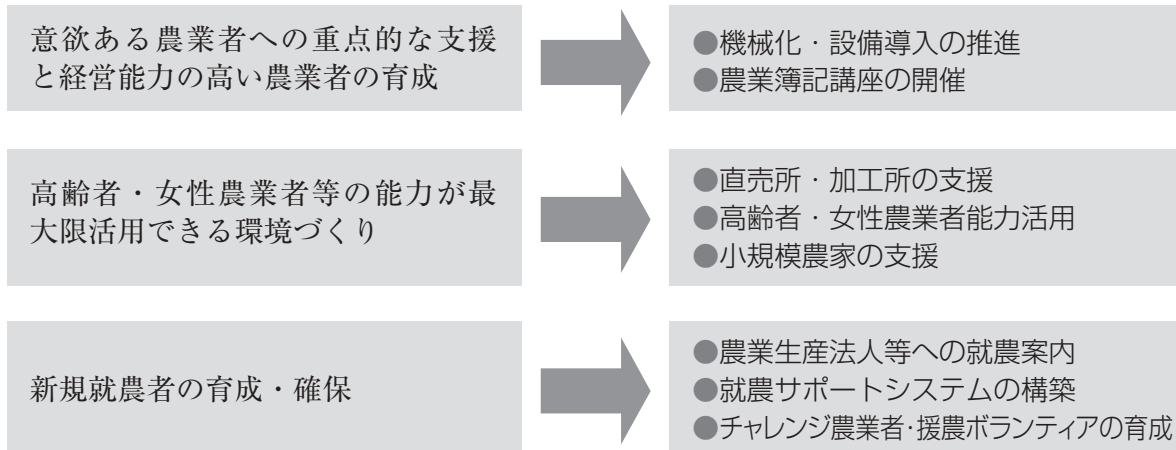 意欲ある農業者への重点的な支援
と経営能力の高い農業者の育成
●機械化・設備導入の推進
●農業簿記講座の開催
高齢者・女性農業者等の能力が最
大限活用できる環境づくり
●直売所・加工所の支援
●高齢者・女性農業者能力活用
●小規模農家の支援
新規就農者の育成・確保
●農業生産法人等への就農案内
●就農サポートシステムの構築
●チャレンジ農業者・援農ボランティアの育成